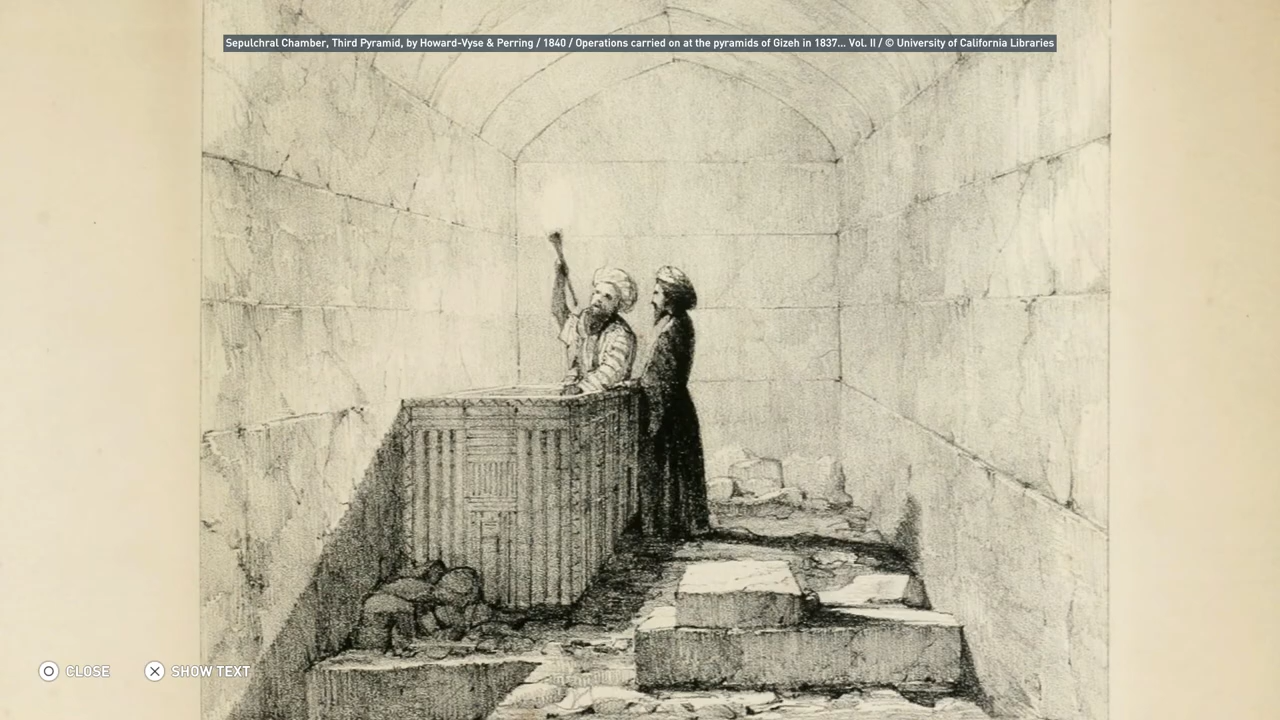 Sepulchral Chamber, Third Pyramid, by Howard-Vyse & Perring / 1840 / Operations carried on at the pyramids of Gizeh in 1837... Vol. II / © University of California Libraries
CLOSE
SHOW TEXT